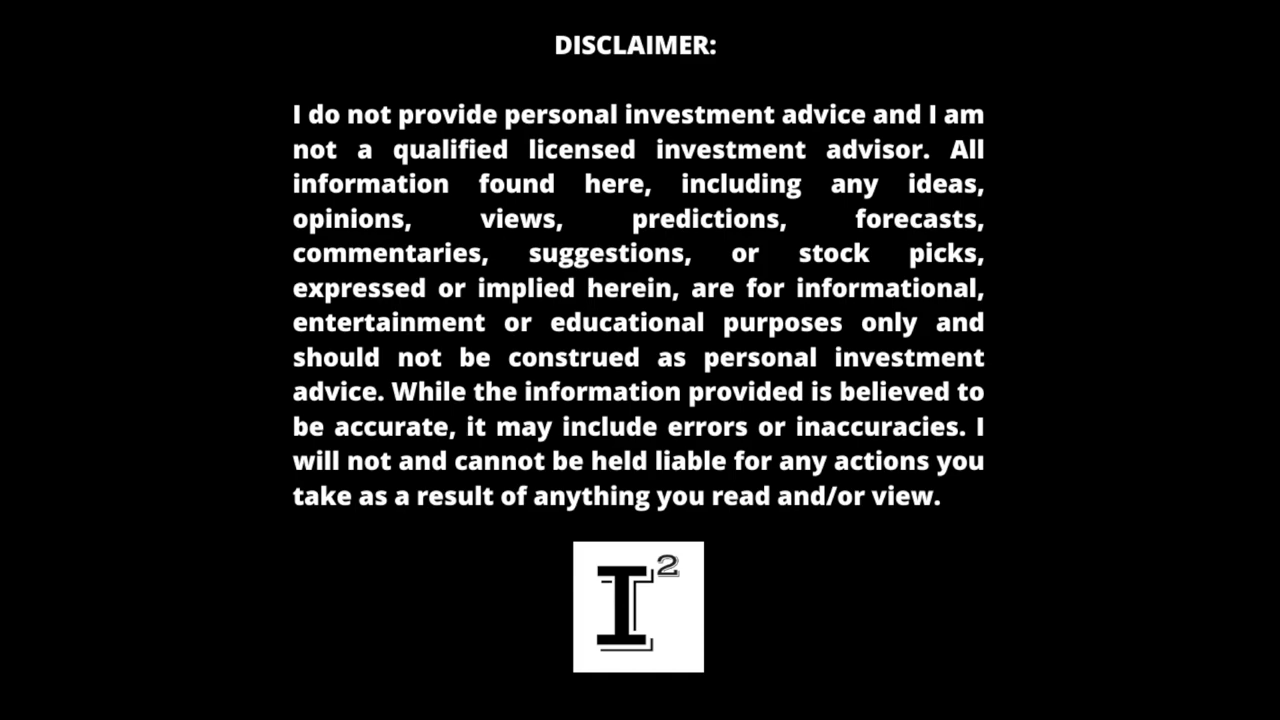 DISCLAIMER:
I do not provide personal investment advice and I am
not a qualified licensed investment advisor. All
information found here, including any ideas,
opinions, views, predictions, forecasts,
commentaries, suggestions, or stock picks,
expressed or implied herein, are for informational,
entertainment or educational purposes only and
should not be construed as personal investment
advice. While the information provided is believed to
be accurate, it may include errors or inaccuracies. I
will not and cannot be held liable for any actions you
take as a result of anything you read and/or view.
I²